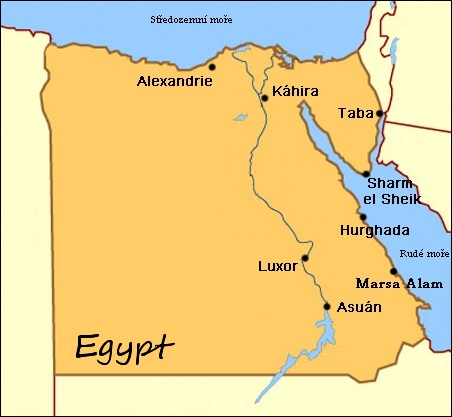 Středozemní moře
Alexandrie
Káhira
Taba
Sharm
el Sheik
Hurghada
Rudé moře
Luxor
Marsa Alam
Asuán
Egypt